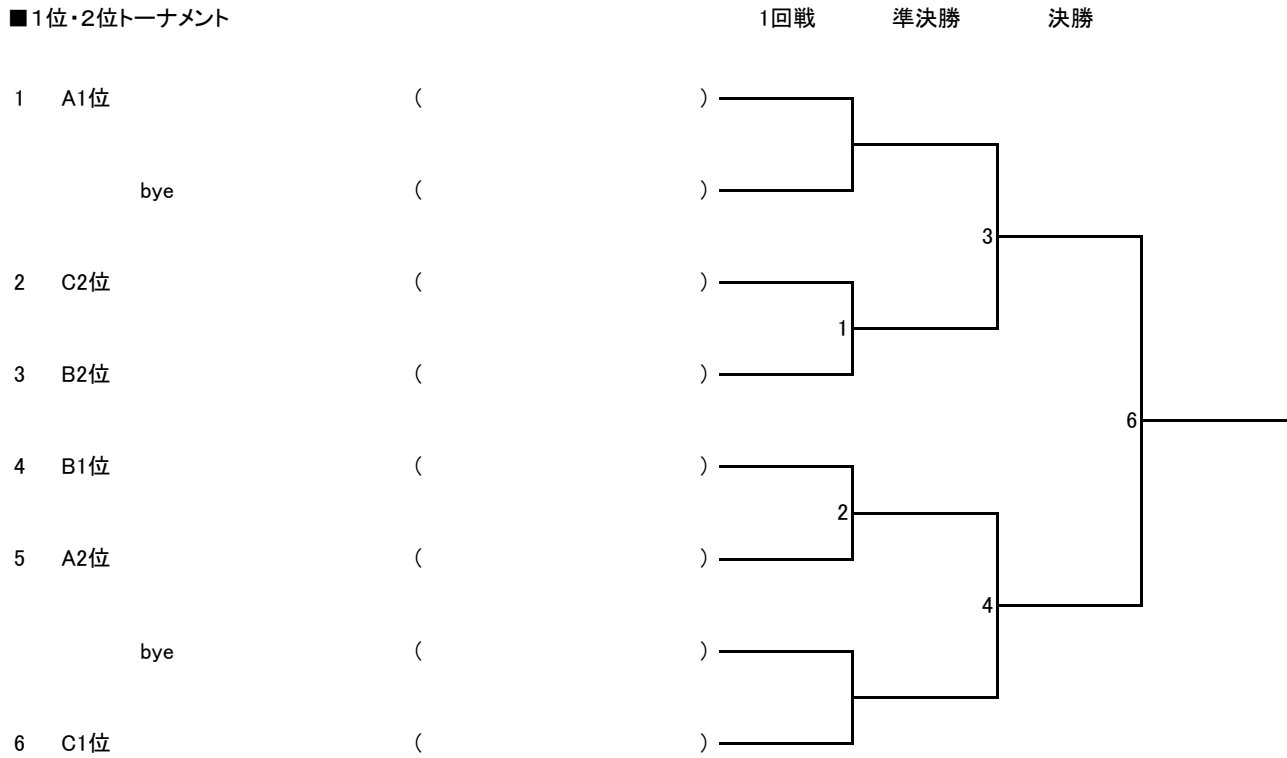 ■1位・2位トーナメント 1回戦 準決勝 決勝
1 A1位 ( )
bye ( )
3
2 C2位 ( )
1
3 B2位 ( )
6
4 B1位 ( )
2
5 A2位 ( )
4
bye ( )
6 C1位 ( )